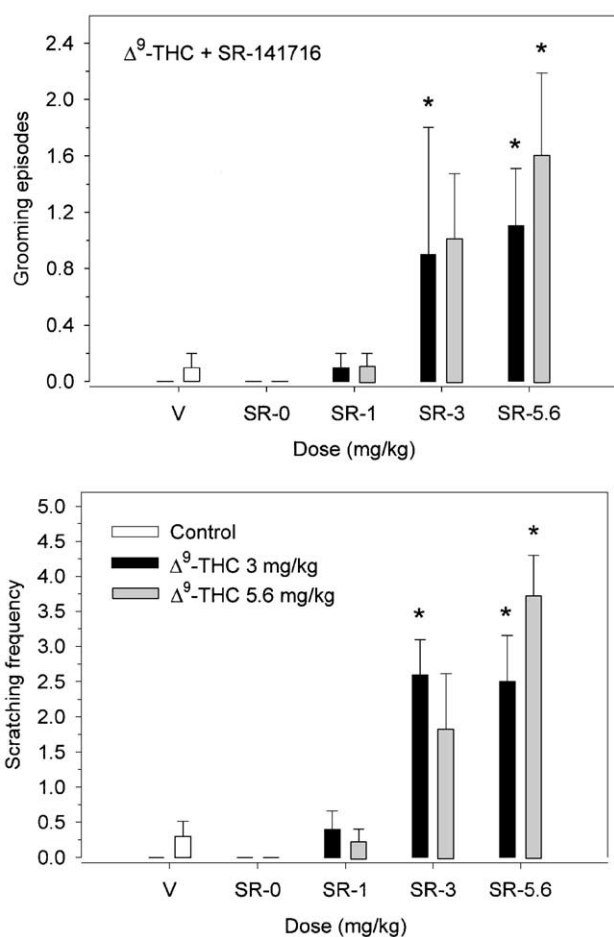 Δ⁹-THC + SR-141716
Grooming episodes
2.4
2.0
1.6
1.2
0.8
0.4
0.0
* * *
V SR-0 SR-1 SR-3 SR-5.6
Dose (mg/kg)
Scratching frequency
5.0
4.5
4.0
3.5
3.0
2.5
2.0
1.5
1.0
0.5
0.0
Control
Δ⁹-THC 3 mg/kg
Δ⁹-THC 5.6 mg/kg
* * *
V SR-0 SR-1 SR-3 SR-5.6
Dose (mg/kg)